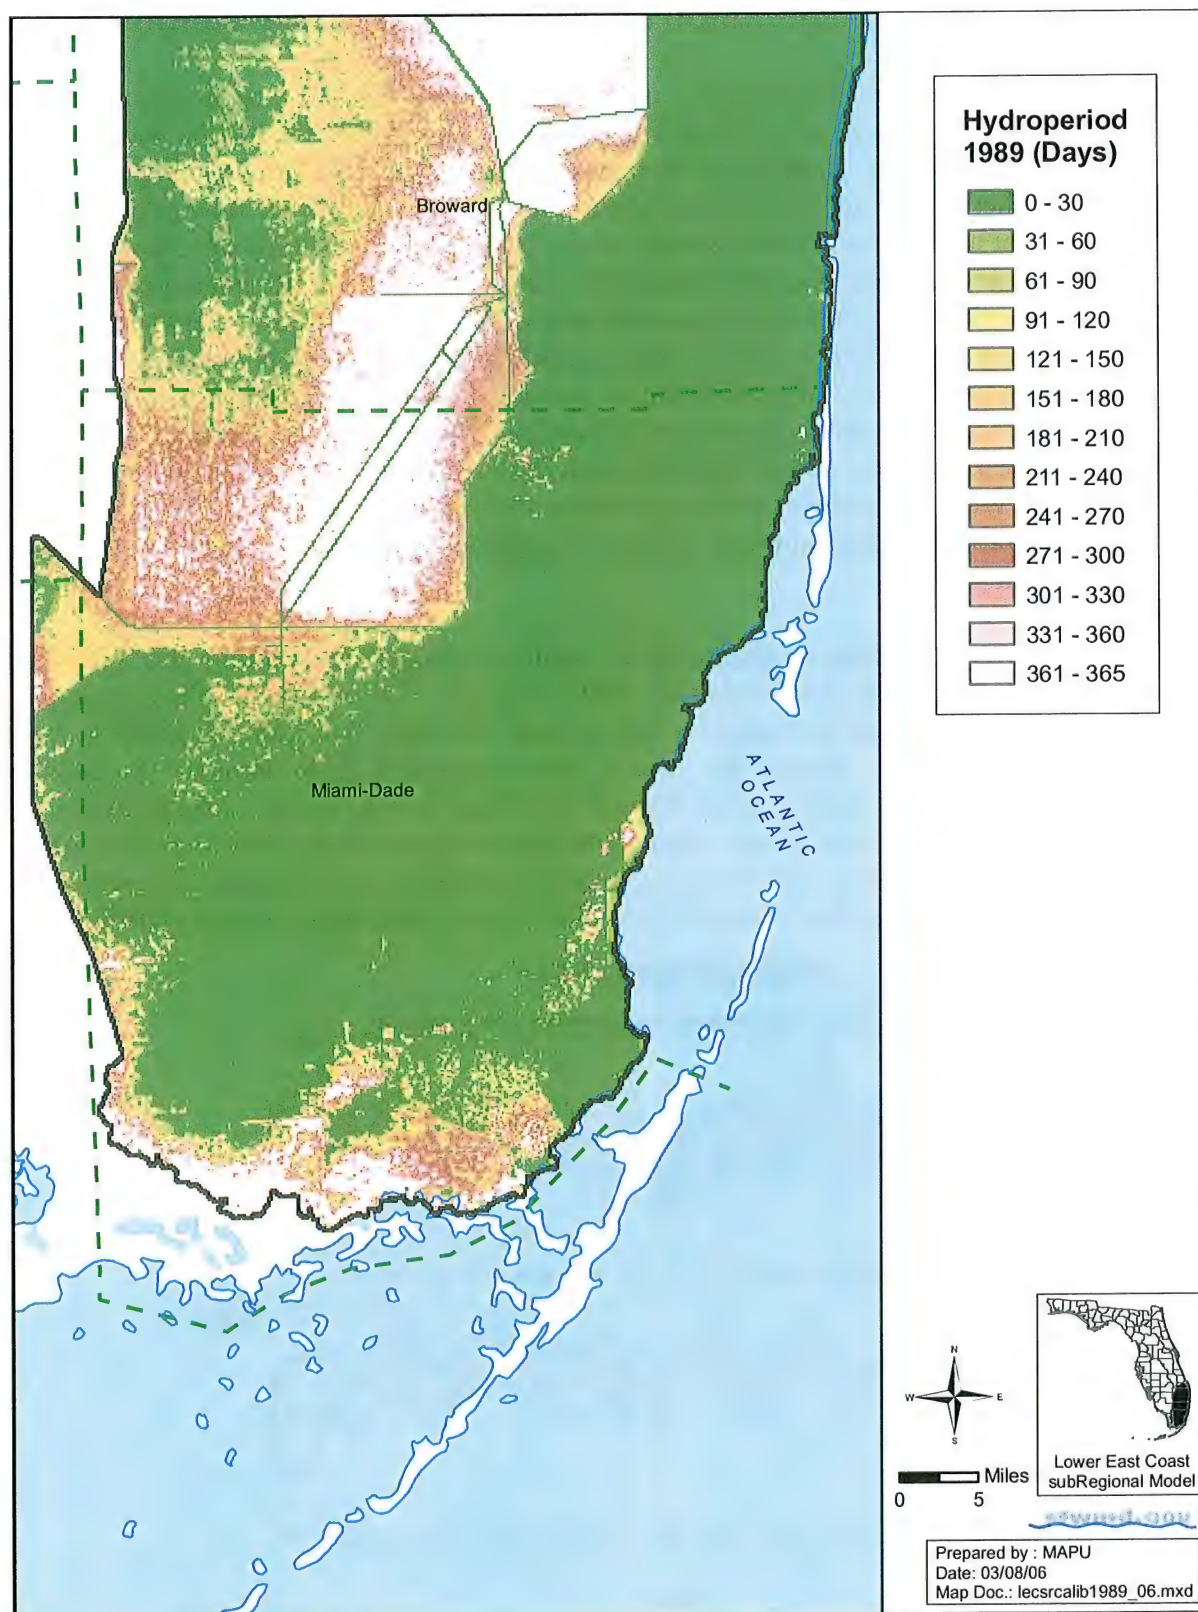 Hydroperiod
1989 (Days)
0 - 30
31 - 60
61 - 90
91 - 120
121 - 150
151 - 180
181 - 210
211 - 240
241 - 270
271 - 300
301 - 330
331 - 360
361 - 365
Broward
Miami-Dade
ATLANTIC
OCEAN
N
W E
S
Miles
0 5
Lower East Coast
subRegional Model
sfwmd.gov
Prepared by : MAPU
Date: 03/08/06
Map Doc.: lecsrcalib1989_06.mxd